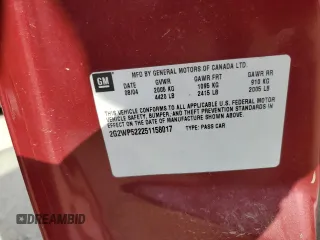 GM
MFD BY GENERAL MOTORS OF CANADA LTD.
DATE GVWR GAWR FRT GAWR RR
08/04 2005 KG 1095 KG 910 KG
4420 LB 2415 LB 2005 LB
THIS VEHICLE CONFORMS TO ALL APPLICABLE U.S. FEDERAL MOTOR
VEHICLE SAFETY, BUMPER, AND THEFT PREVENTION STANDARDS IN
EFFECT ON THE DATE OF MANUFACTURE SHOWN ABOVE.
2G2WP522251158017 TYPE: PASS CAR
DREAMBID